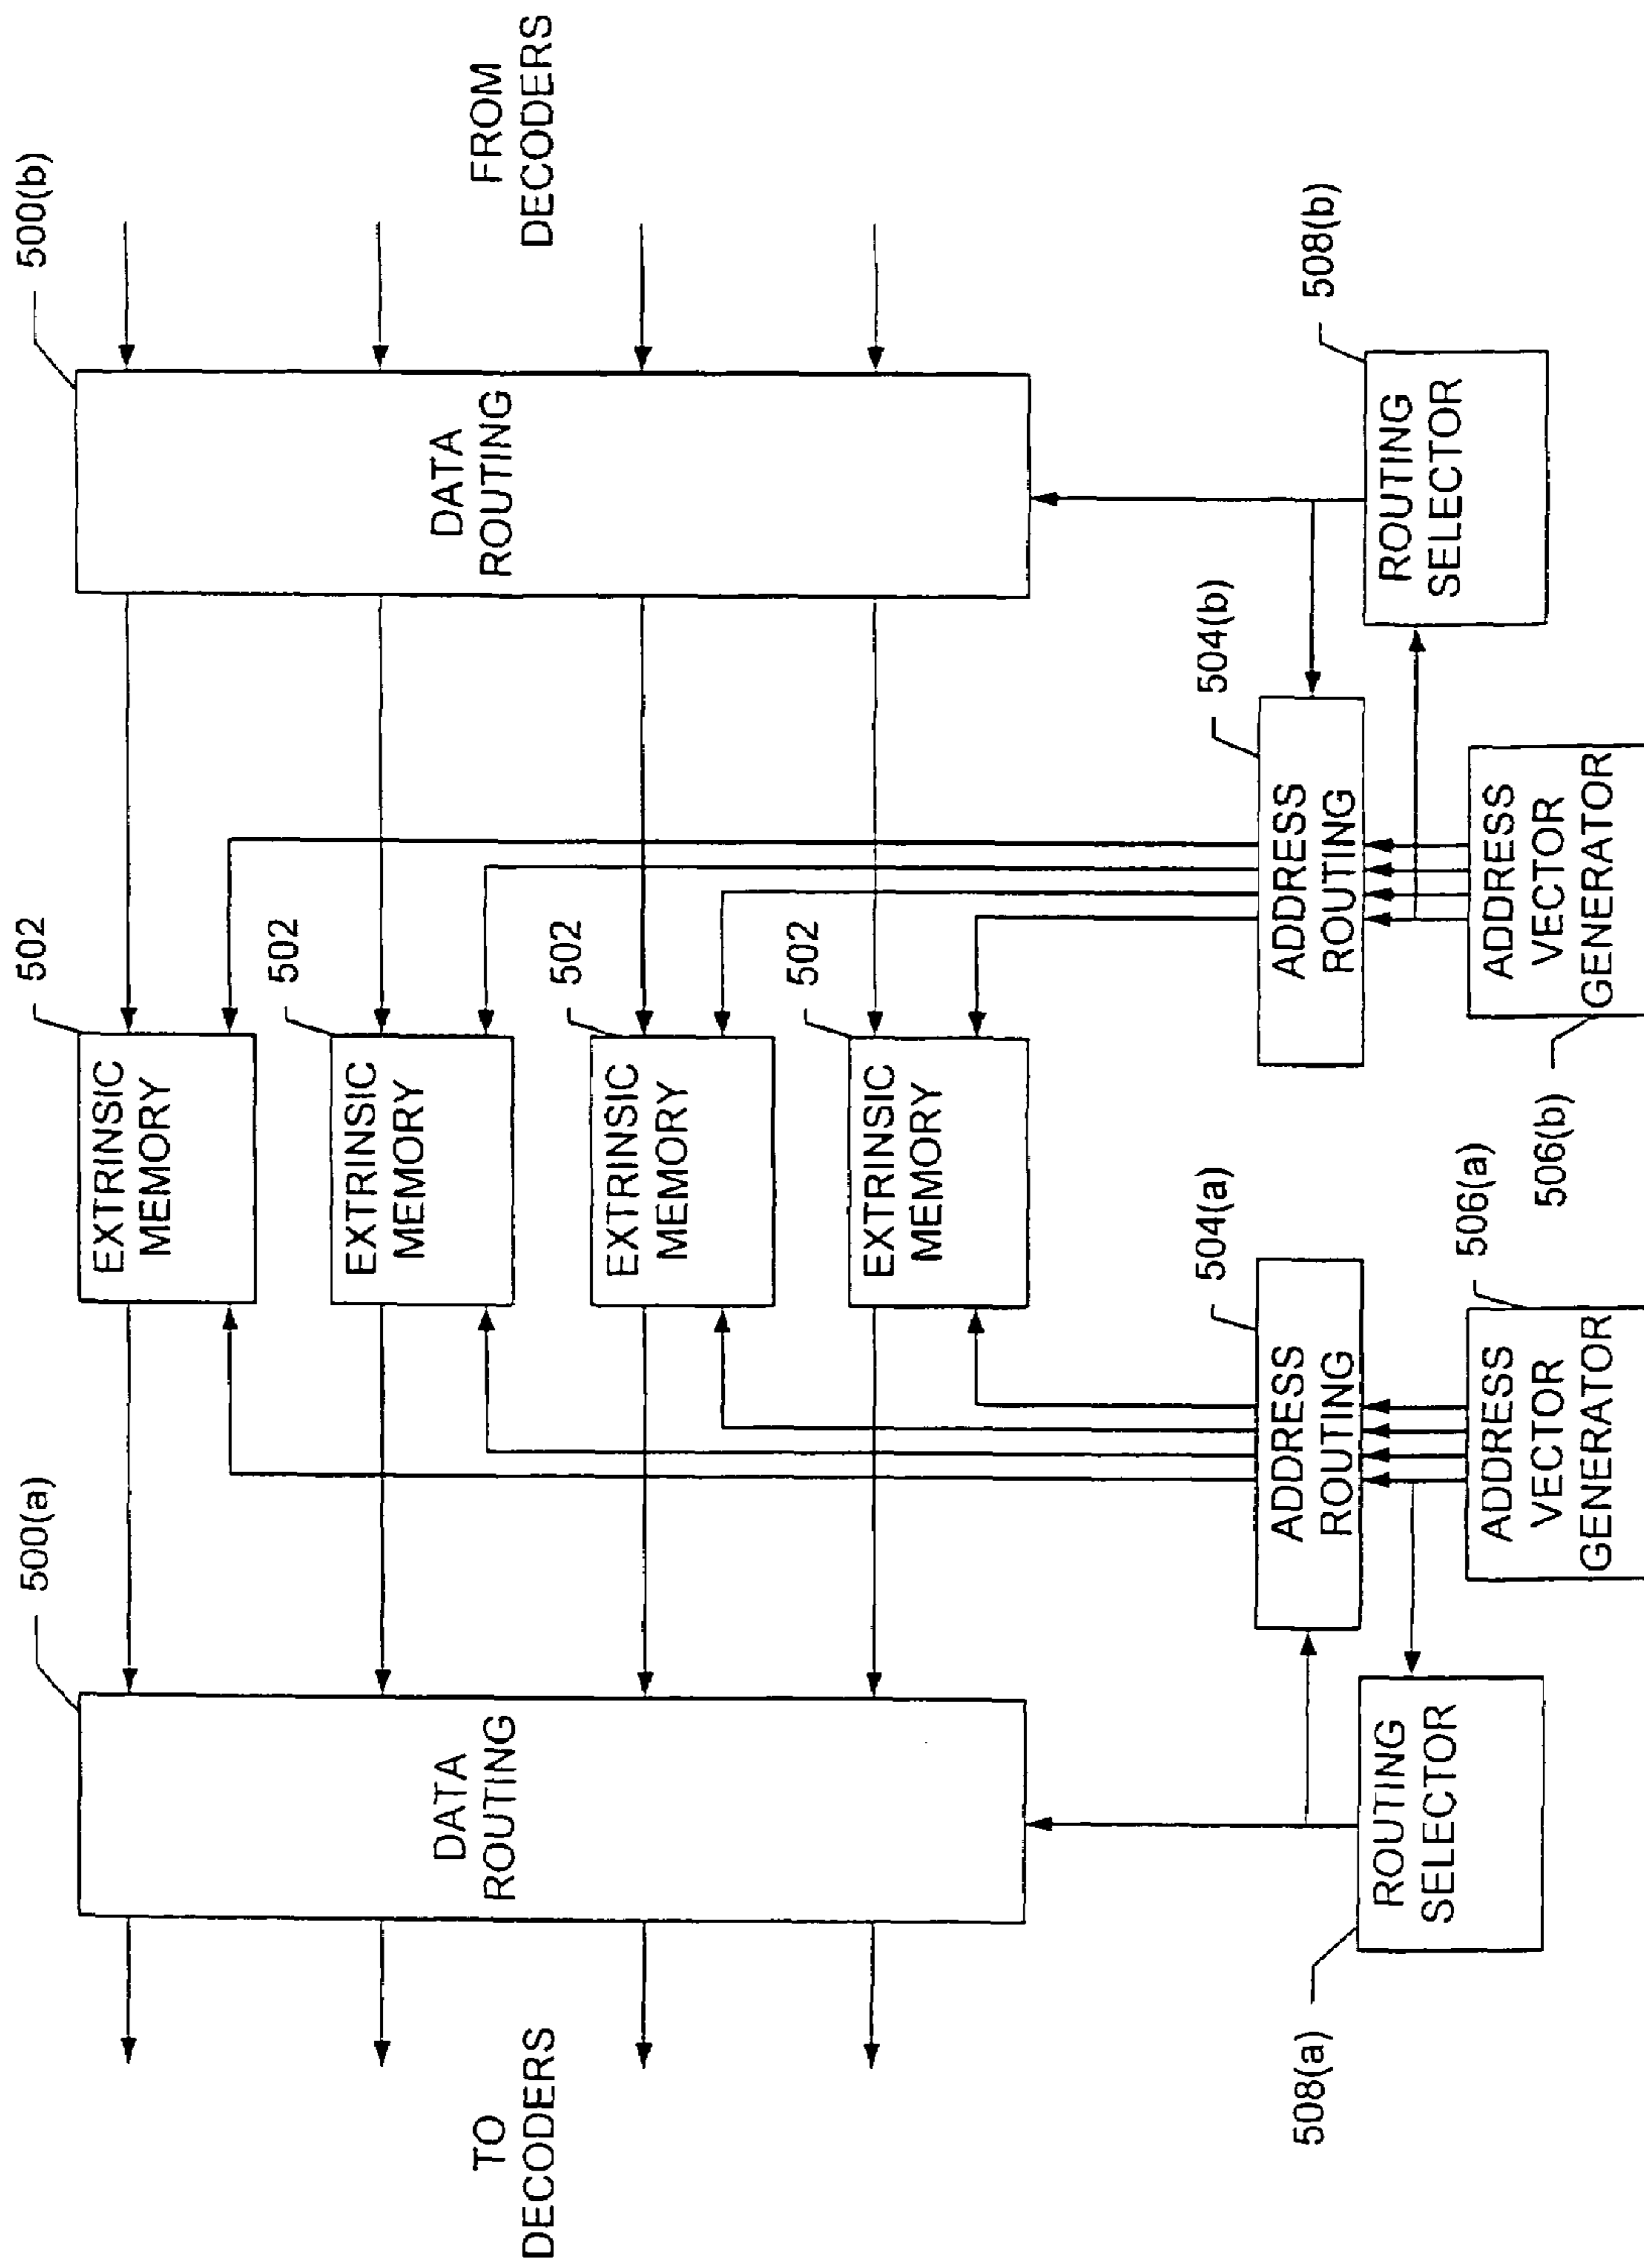 500(a)
500(b)
TO
DECODERS
DATA
ROUTING
502
EXTRINSIC
MEMORY
502
EXTRINSIC
MEMORY
502
EXTRINSIC
MEMORY
502
EXTRINSIC
MEMORY
DATA
ROUTING
FROM
DECODERS
504(a)
ADDRESS
ROUTING
504(b)
ADDRESS
ROUTING
508(a)
ROUTING
SELECTOR
506(a)
ADDRESS
VECTOR
GENERATOR
506(b)
ADDRESS
VECTOR
GENERATOR
508(b)
ROUTING
SELECTOR